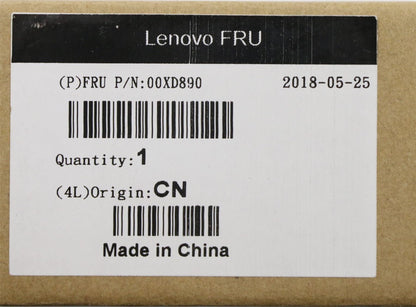 Lenovo FRU
(P)FRU P/N:00XD890 2018-05-25
Quantity:1
(4L)Origin:CN
Made in China